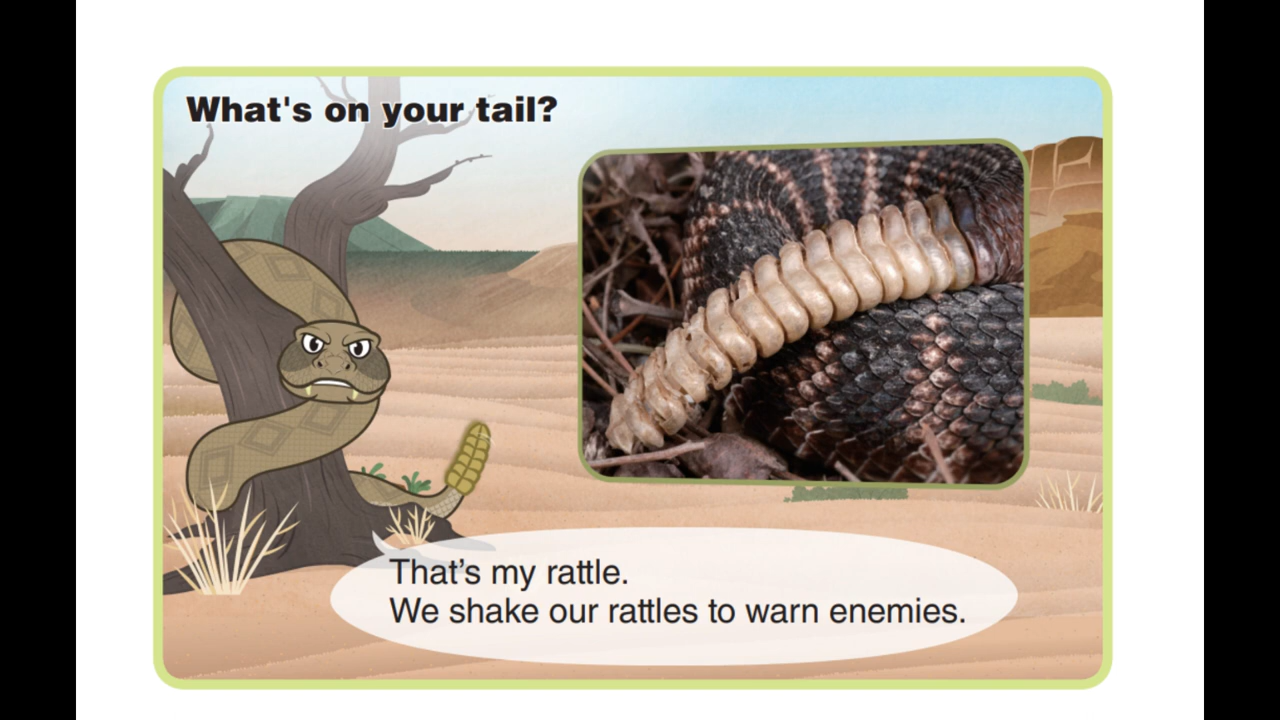 What's on your tail?
That’s my rattle.
We shake our rattles to warn enemies.